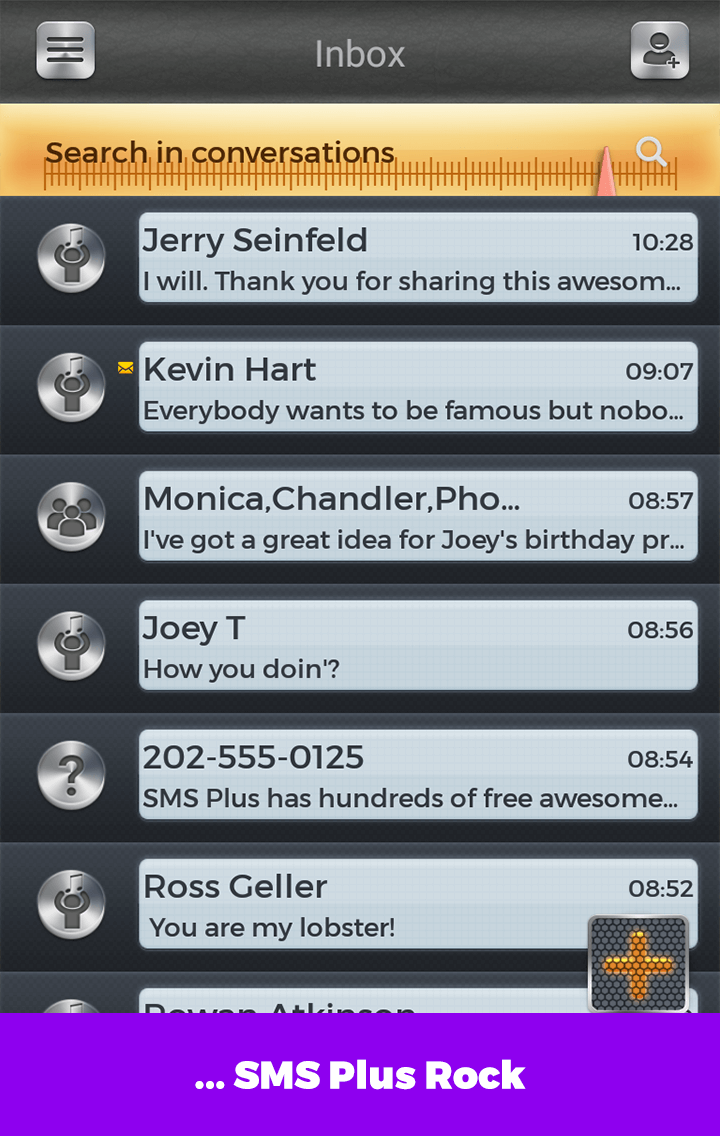 Inbox
Search in conversations
Jerry Seinfeld 10:28
I will. Thank you for sharing this awesom...
Kevin Hart 09:07
Everybody wants to be famous but nobo...
Monica,Chandler,Pho... 08:57
I've got a great idea for Joey's birthday pr...
Joey T 08:56
How you doin'?
202-555-0125 08:54
SMS Plus has hundreds of free awesome...
Ross Geller 08:52
You are my lobster!
Rowan Atkinson
... SMS Plus Rock